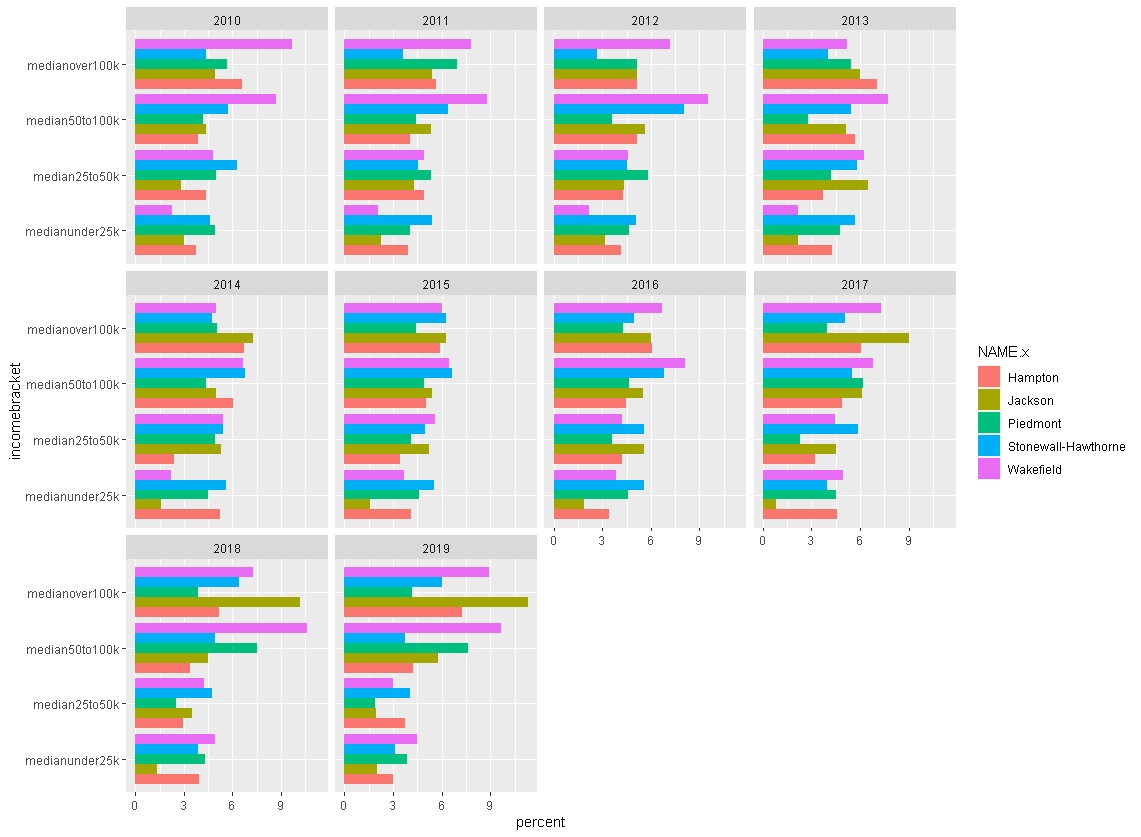 2010 2011 2012 2013
medianover100k
median50to100k
median25to50k
medianunder25k
2014 2015 2016 2017
medianover100k
median50to100k
median25to50k
medianunder25k
0 3 6 9 0 3 6 9
2018 2019
medianover100k
median50to100k
median25to50k
medianunder25k
0 3 6 9 0 3 6 9
percent
incomebracket
NAME.x
Hampton
Jackson
Piedmont
Stonewall-Hawthorne
Wakefield